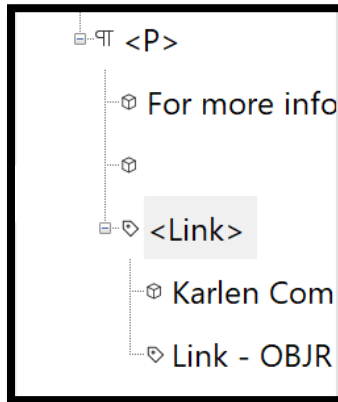 <P>
For more info
<Link>
Karlen Com
Link - OBJR